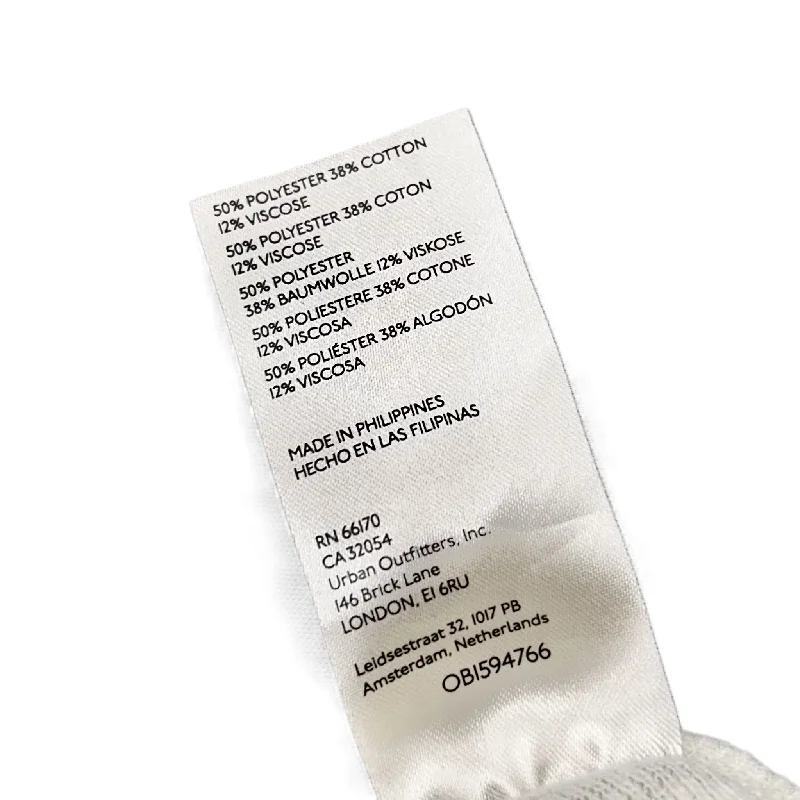 50% POLYESTER 38% COTTON
12% VISCOSE
50% POLYESTER 38% COTON
12% VISCOSE
50% POLYESTER
38% BAUMWOLLE 12% VISKOSE
50% POLIESTERE 38% COTONE
12% VISCOSA
50% POLIÉSTER 38% ALGODÓN
12% VISCOSA
MADE IN PHILIPPINES
HECHO EN LAS FILIPINAS
RN 66170
CA 32054
Urban Outfitters, Inc.
146 Brick Lane
LONDON, E1 6RU
Leidsestraat 32, 1017 PB
Amsterdam, Netherlands
OB1594766